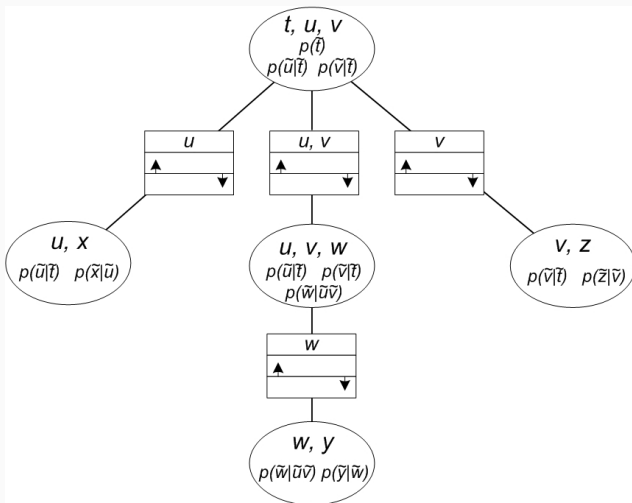 t, u, v
p(t̃)
p(ũ|t̃) p(ṽ|t̃)
u
u, v
v
u, x
p(ũ|t̃) p(x̃|ũ)
u, v, w
p(ũ|t̃) p(ṽ|t̃)
p(w̃|ũṽ)
v, z
p(ṽ|t̃) p(z̃|ṽ)
w
w, y
p(w̃|ũṽ) p(ỹ|w̃)